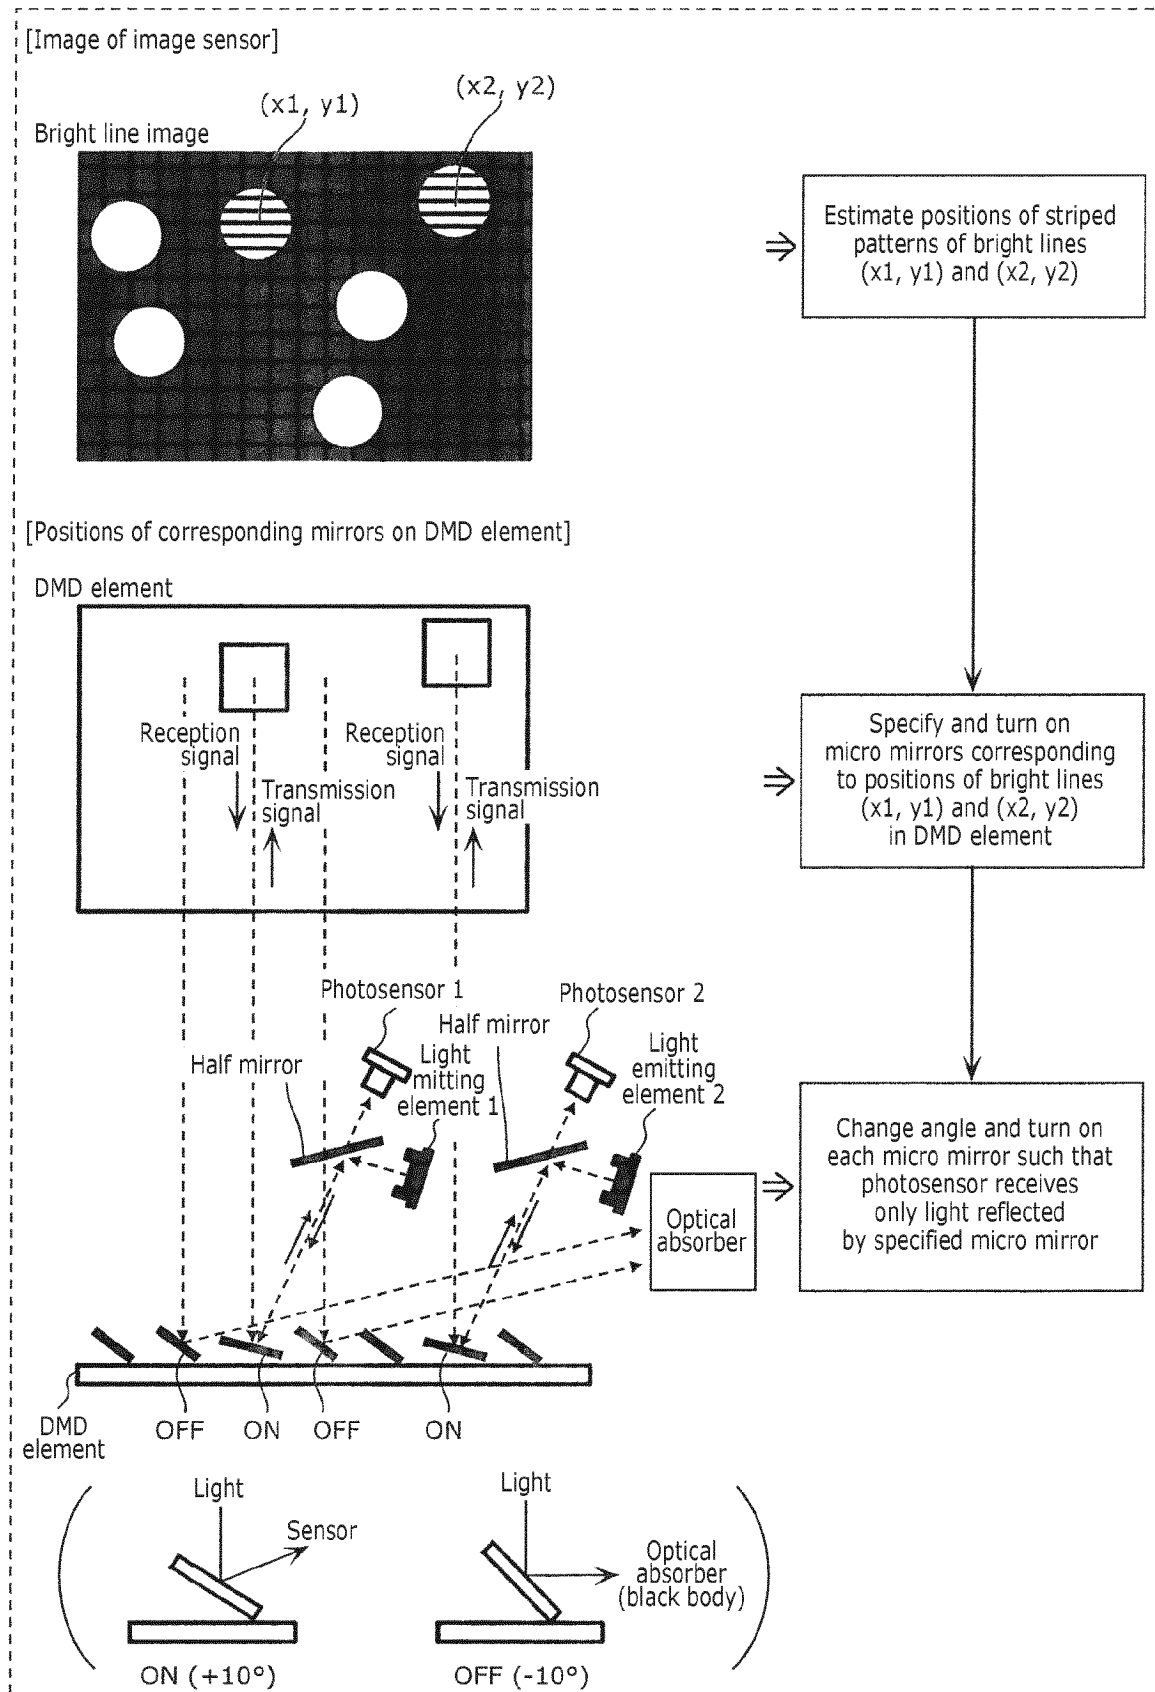 [Image of image sensor]
(x1, y1)
(x2, y2)
Bright line image
Estimate positions of striped
patterns of bright lines
(x1, y1) and (x2, y2)
[Positions of corresponding mirrors on DMD element]
DMD element
Reception
signal
Transmission
signal
Reception
signal
Transmission
signal
Specify and turn on
micro mirrors corresponding
to positions of bright lines
(x1, y1) and (x2, y2)
in DMD element
Photosensor 1
Half mirror
Light
mitting
element 1
Photosensor 2
Half mirror
Light
emitting
element 2
Optical
absorber
Change angle and turn on
each micro mirror such that
photosensor receives
only light reflected
by specified micro mirror
DMD
element
OFF
ON
OFF
ON
Light
Sensor
ON (+10°)
Light
Optical
absorber
(black body)
OFF (-10°)